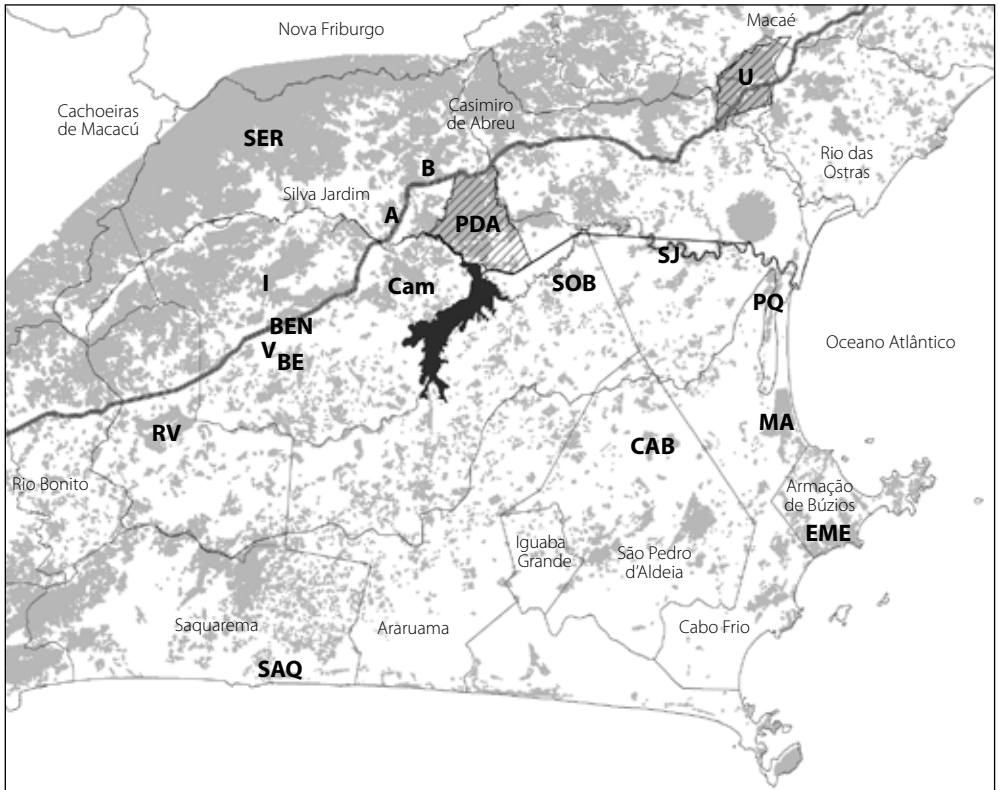 Macaé
Nova Friburgo
U
Cachoeiras
de Macacú
Casimiro
de Abreu
SER
B
Rio das
Ostras
Silva Jardim
A
PDA
SJ
I
Cam
SOB
PQ
BEN
V
BE
Oceano Atlântico
RV
MA
CAB
Rio Bonito
Armação
de Búzios
EME
Iguaba
Grande
São Pedro
d'Aldeia
Saquarema
Araruama
Cabo Frio
SAQ